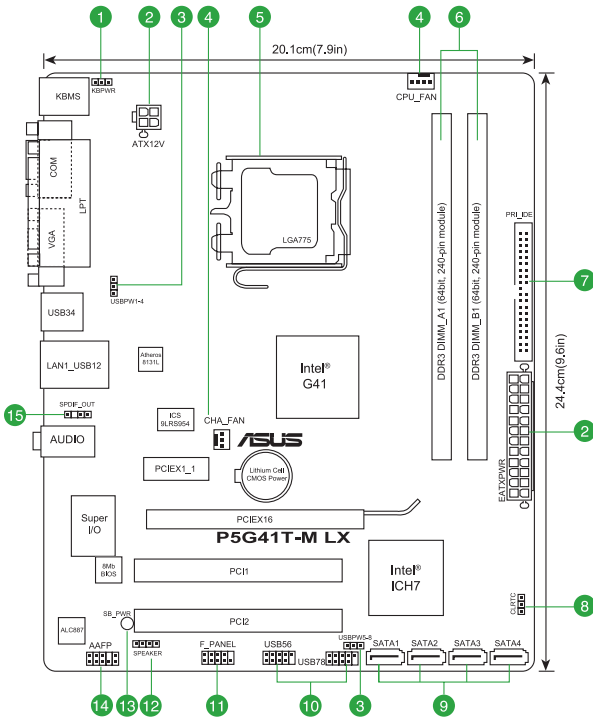 1
2
3
4
5
4
6
20.1cm(7.9in)
KBMS
KBPWR
ATX12V
CPU_FAN
COM
LPT
VGA
LGA775
DDR3 DIMM_A1 (64bit, 240-pin module)
DDR3 DIMM_B1 (64bit, 240-pin module)
PRI_IDE
7
USBPW1-4
USB34
24.4cm(9.6in)
LAN1_USB12
Atheros
8131L
Intel®
G41
SPDIF_OUT
15
ICS
9LRS954
CHA_FAN
ASUS
2
AUDIO
EATXPWR
PCIEX1_1
Lithium Cell
CMOS Power
Super
I/O
PCIEX16
P5G41T-M LX
8Mb
BIOS
PCI1
Intel®
ICH7
CLRTC
8
SB_PWR
PCI2
ALC887
AAFP
SPEAKER
F_PANEL
USB56
USB78
USBPW5-8
SATA1
SATA2
SATA3
SATA4
14
13
12
11
10
3
9